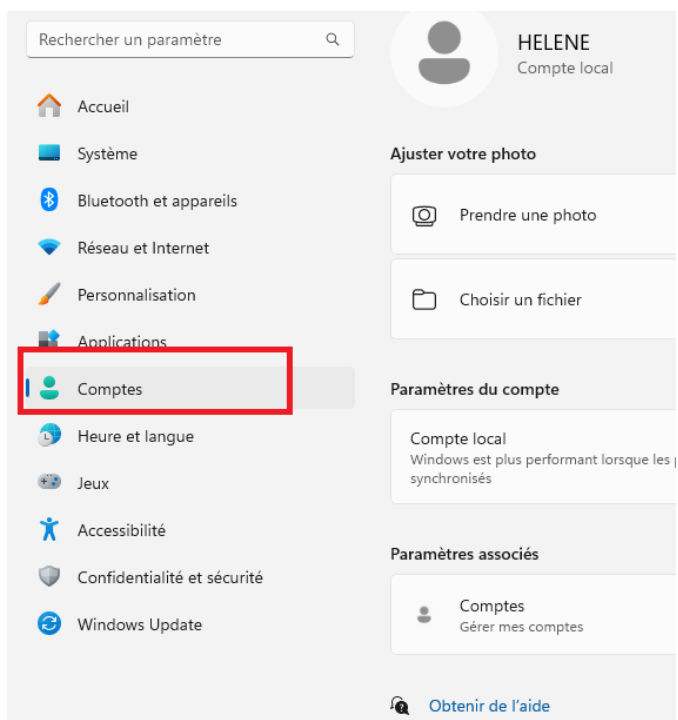 Rechercher un paramètre
Accueil
Système
Bluetooth et appareils
Réseau et Internet
Personnalisation
Applications
Comptes
Heure et langue
Jeux
Accessibilité
Confidentialité et sécurité
Windows Update
HELENE
Compte local
Ajuster votre photo
Prendre une photo
Choisir un fichier
Paramètres du compte
Compte local
Windows est plus performant lorsque les
synchronisés
Paramètres associés
Comptes
Gérer mes comptes
Obtenir de l'aide